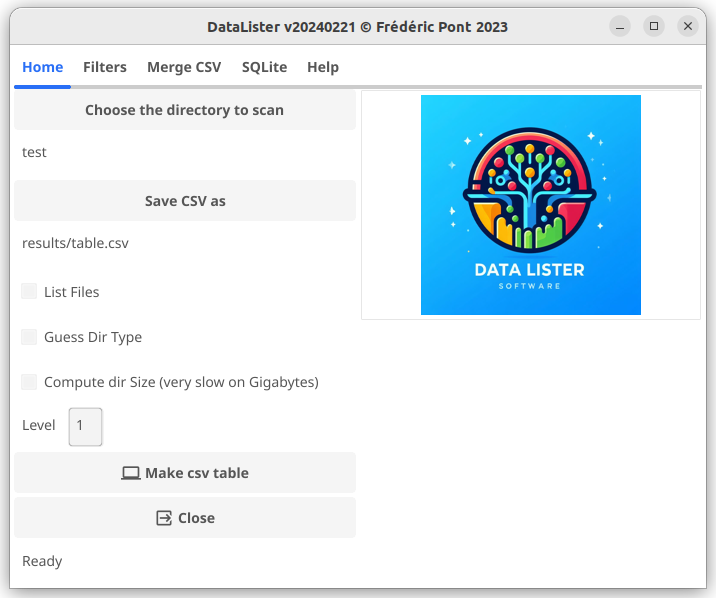 DataLister v20240221 © Frédéric Pont 2023
Home Filters Merge CSV SQLite Help
Choose the directory to scan
test
Save CSV as
results/table.csv
List Files
Guess Dir Type
Compute dir Size (very slow on Gigabytes)
Level 1
Make csv table
Close
Ready
DATA LISTER
SOFTWARE